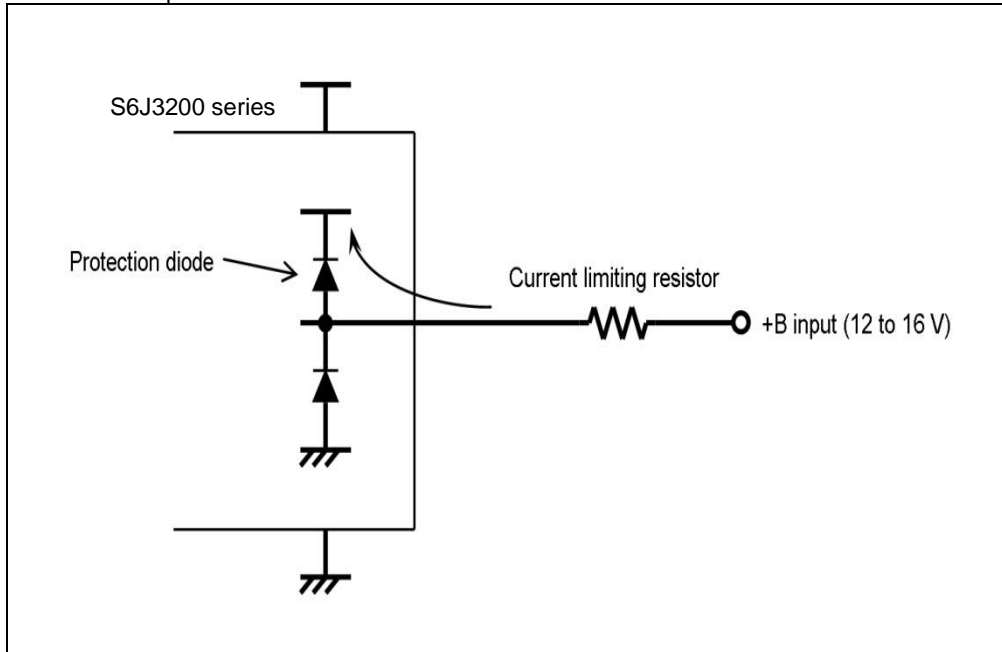 S6J3200 series
Protection diode
Current limiting resistor
+B input (12 to 16 V)